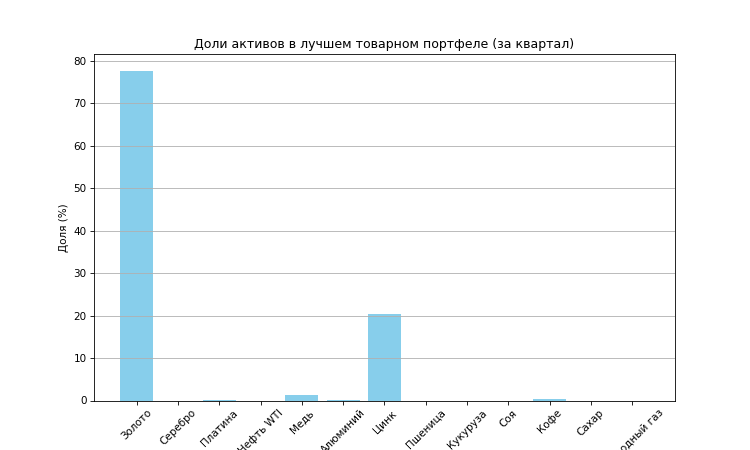 Доли активов в лучшем товарном портфеле (за квартал)
Доля (%)
80
70
60
50
40
30
20
10
0
Золото
Серебро
Платина
Нефть WTI
Медь
Алюминий
Цинк
Пшеница
Кукуруза
Соя
Кофе
Сахар
газ